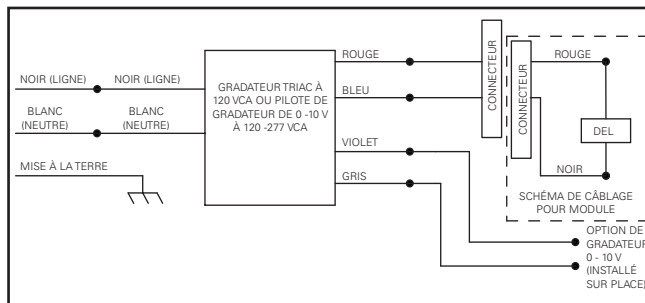 NOIR (LIGNE)
NOIR (LIGNE)
BLANC
(NEUTRE)
BLANC
(NEUTRE)
MISE À LA TERRE
GRADATEUR TRIAC À
120 VCA OU PILOTE DE
GRADATEUR DE 0 -10 V
À 120 -277 VCA
ROUGE
BLEU
VIOLET
GRIS
CONNECTEUR
CONNECTEUR
ROUGE
DEL
NOIR
SCHÉMA DE CÂBLAGE
POUR MODULE
OPTION DE
GRADATEUR
0 - 10 V
(INSTALLÉ
SUR PLACE)